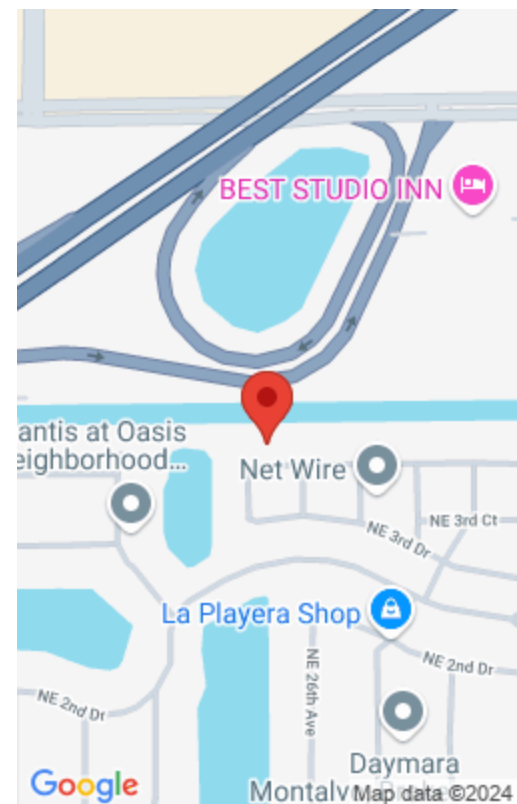 BEST STUDIO INN
antis at Oasis
eighborhood...
Net Wire
NE 3rd Ct
NE 3rd Dr
La Playera Shop
NE 26th Ave
NE 2nd Dr
NE 2nd Dr
Daymara
Google
Map data ©2024